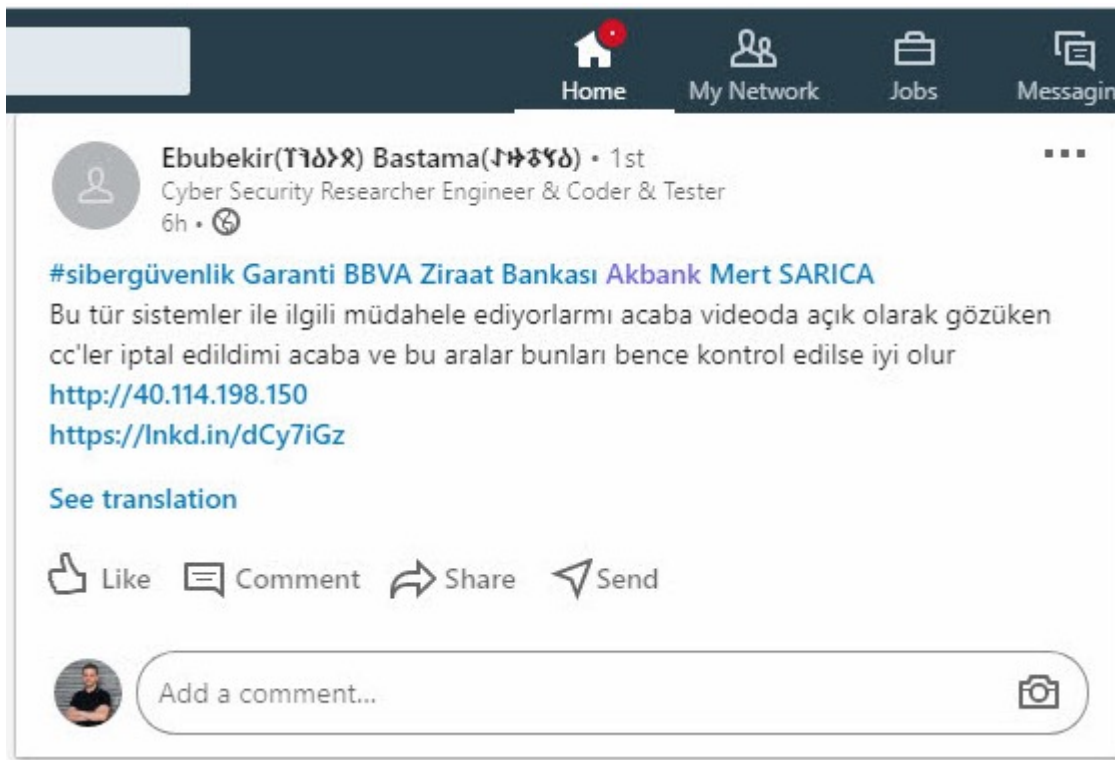 Home
My Network
Jobs
Ebubekir( ) Bastama( ) • 1st
Cyber Security Researcher Engineer & Coder & Tester
6h •
#sibergüvenlik Garanti BBVA Ziraat Bankası Akbank Mert SARICA
Bu tür sistemler ile ilgili müdahele ediyorlarmı acaba videoda açık olarak gözüken
cc'ler iptal edildimi acaba ve bu aralar bunları bence kontrol edilse iyi olur
http://40.114.198.150
https://lnkd.in/dCy7iGz
See translation
Like Comment Share Send
Add a comment...